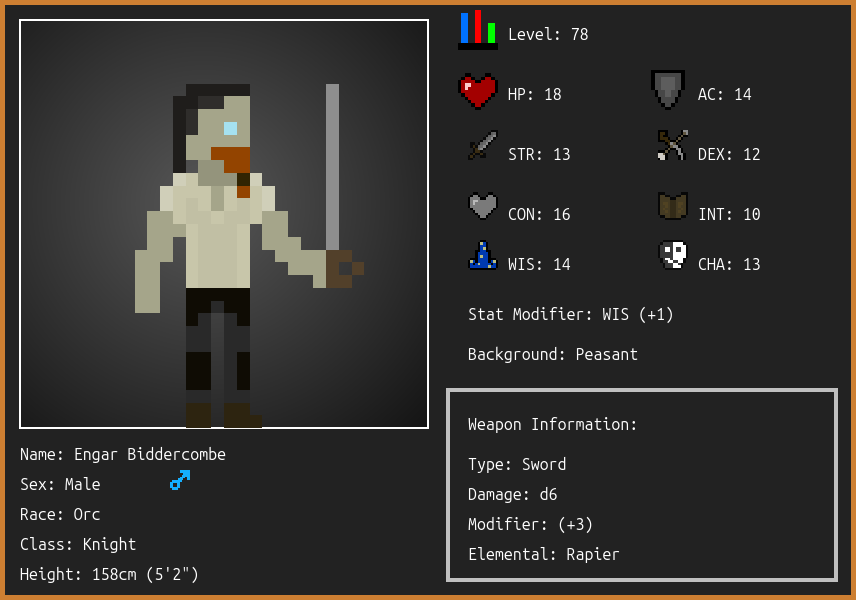 Level: 78
HP: 18
AC: 14
STR: 13
DEX: 12
CON: 16
INT: 10
WIS: 14
CHA: 13
Stat Modifier: WIS (+1)
Background: Peasant
Weapon Information:
Type: Sword
Damage: d6
Modifier: (+3)
Elemental: Rapier
Name: Engar Biddercombe
Sex: Male
Race: Orc
Class: Knight
Height: 158cm (5'2")